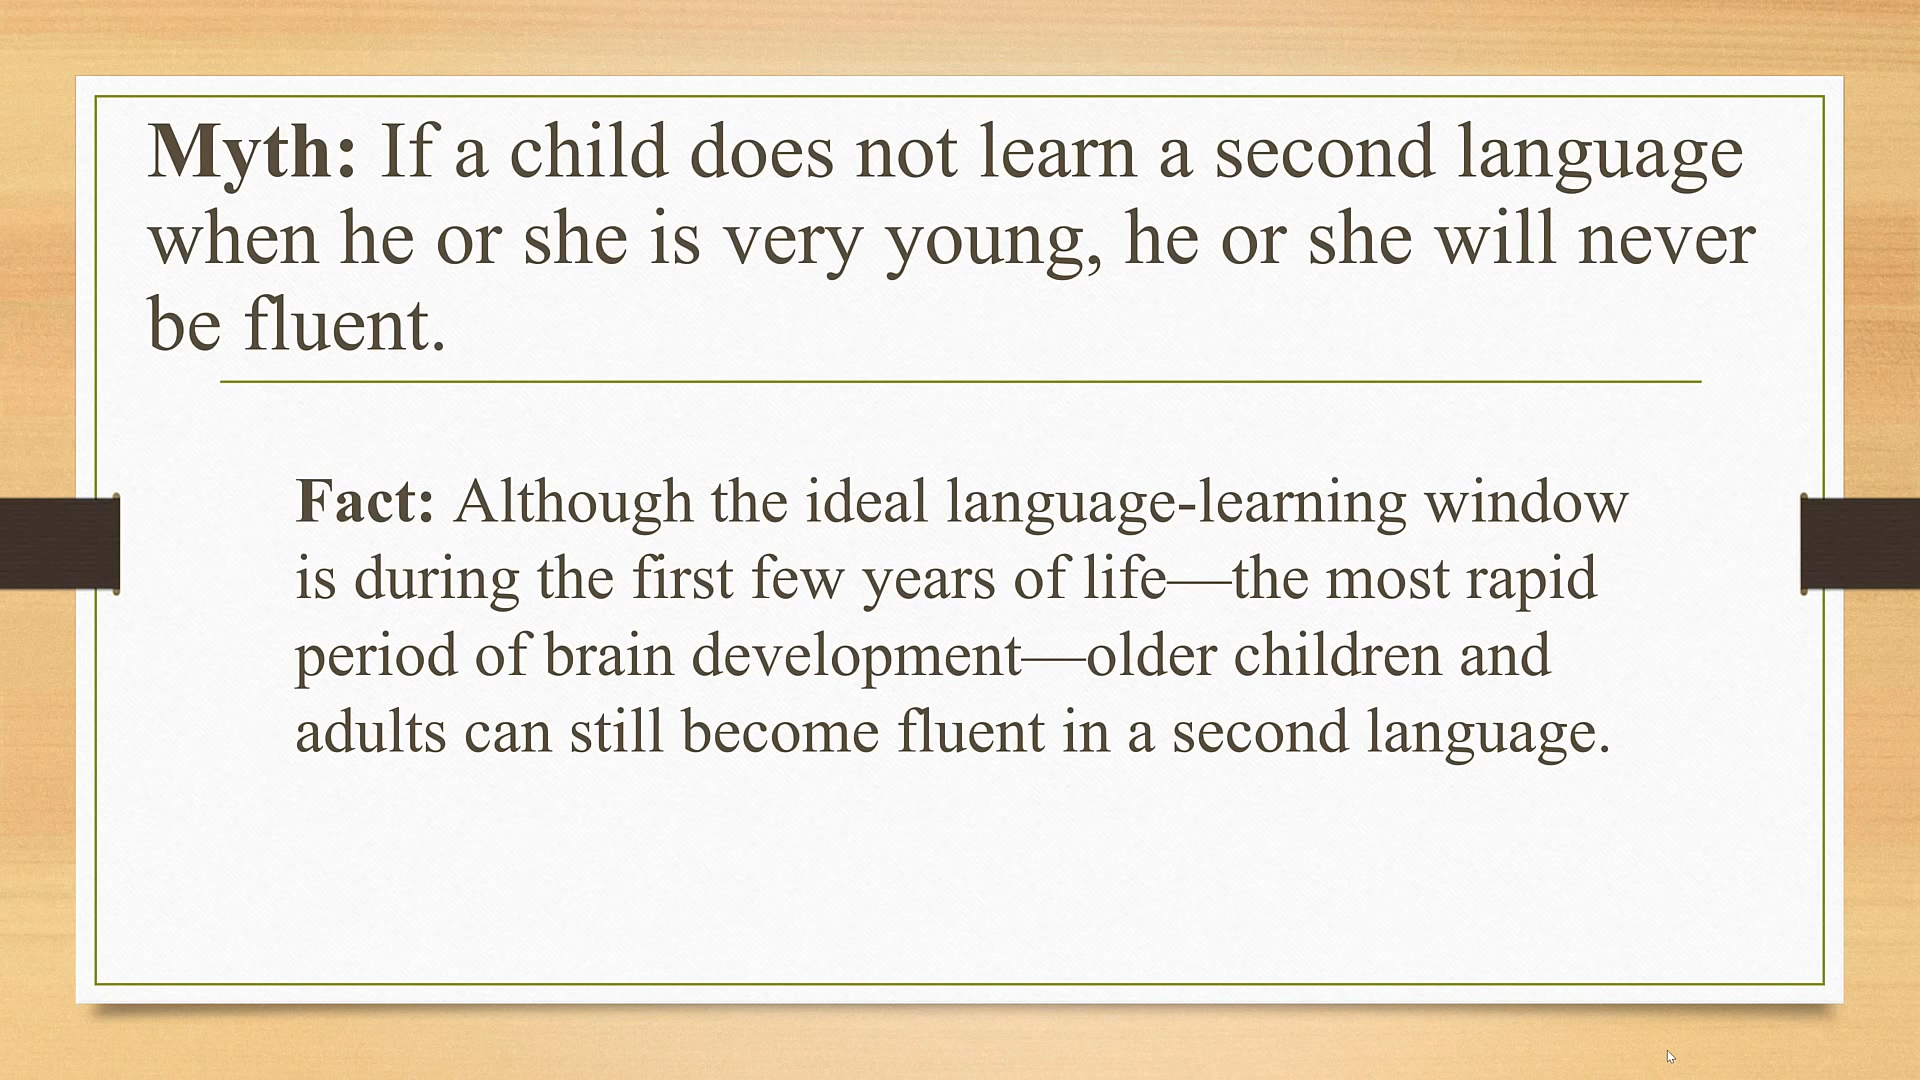 Myth: If a child does not learn a second language
when he or she is very young, he or she will never
be fluent.
Fact: Although the ideal language-learning window
is during the first few years of life—the most rapid
period of brain development—older children and
adults can still become fluent in a second language.